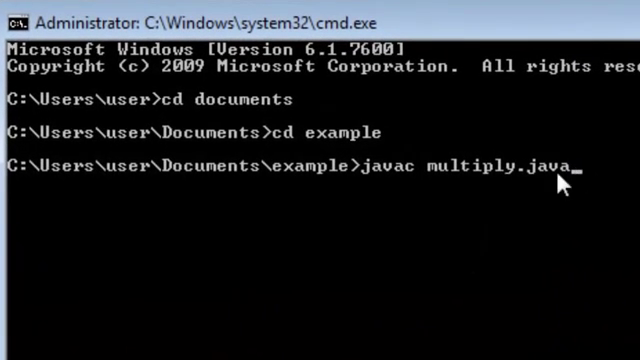 Administrator: C:\Windows\system32\cmd.exe
C:\.
Microsoft Windows [Version 6.1.7600]
Copyright (c) 2009 Microsoft Corporation.  All rights rese
C:\Users\user>cd documents
C:\Users\user\Documents>cd example
C:\Users\user\Documents\example>javac multiply.java_